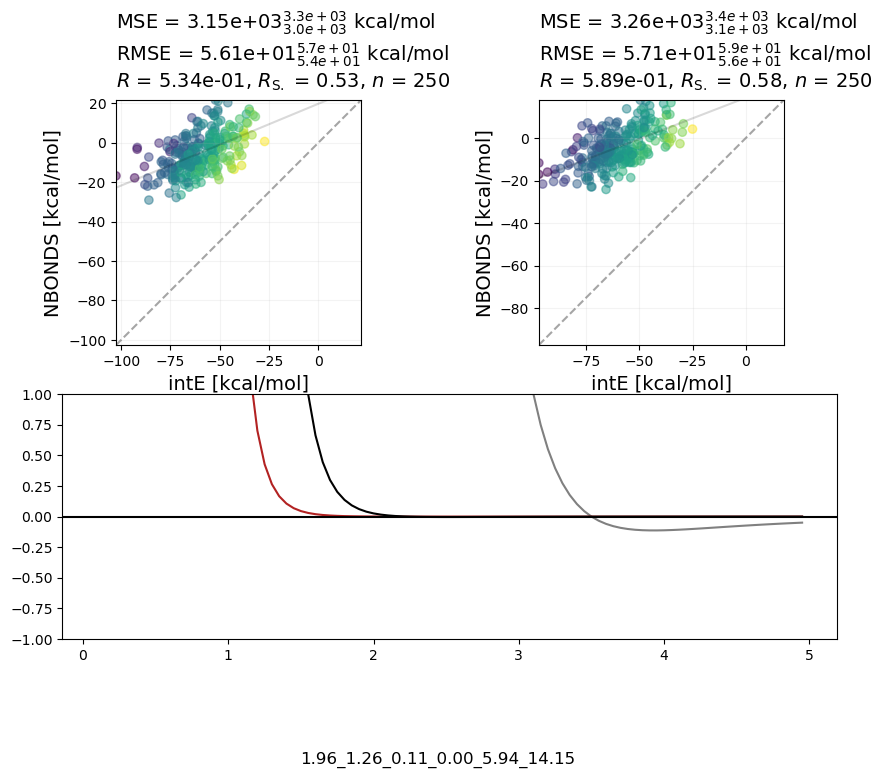 MSE = 3.15e+03^{3.3e+03}_{3.0e+03} kcal/mol
RMSE = 5.61e+01^{5.7e+01}_{5.4e+01} kcal/mol
R = 5.34e-01, R_{S.} = 0.53, n = 250
MSE = 3.26e+03^{3.4e+03}_{3.1e+03} kcal/mol
RMSE = 5.71e+01^{5.9e+01}_{5.6e+01} kcal/mol
R = 5.89e-01, R_{S.} = 0.58, n = 250
NBONDS [kcal/mol]
20
0
−20
−40
−60
−80
−100
−100 −75 −50 −25 0
intE [kcal/mol]
NBONDS [kcal/mol]
0
−20
−40
−60
−80
−75 −50 −25 0
intE [kcal/mol]
1.00
0.75
0.50
0.25
0.00
−0.25
−0.50
−0.75
−1.00
0 1 2 3 4 5
1.96_1.26_0.11_0.00_5.94_14.15